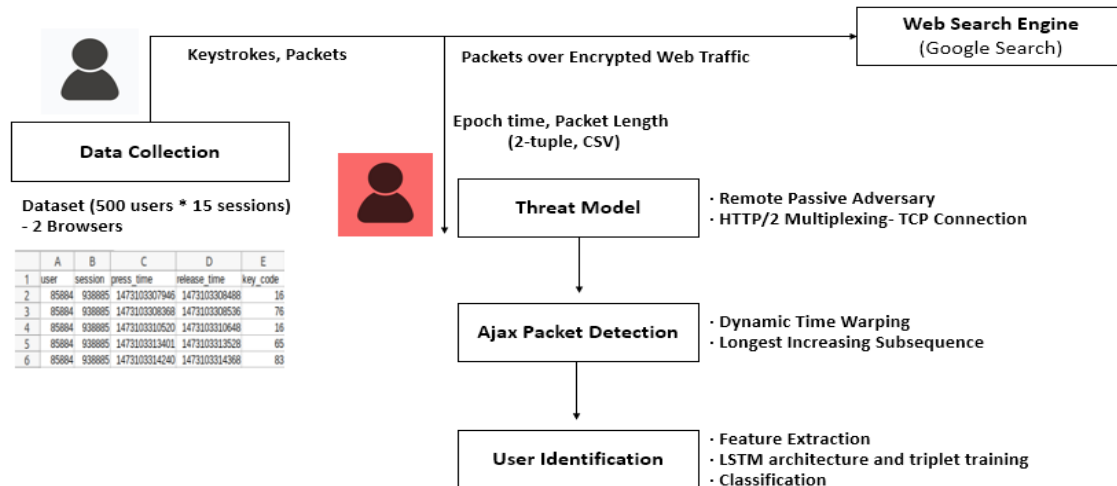 Web Search Engine
(Google Search)
Keystrokes, Packets
Packets over Encrypted Web Traffic
Epoch time, Packet Length
(2-tuple, CSV)
Data Collection
Dataset (500 users * 15 sessions)
- 2 Browsers
A B C D E
1 user session press_time release_time key_code
2 85884 938885 1473103307946 1473103308488 16
3 85884 938885 1473103308368 1473103308536 76
4 85884 938885 1473103310520 1473103310648 16
5 85884 938885 1473103313401 1473103313528 65
6 85884 938885 1473103314240 1473103314368 83
Threat Model
· Remote Passive Adversary
· HTTP/2 Multiplexing- TCP Connection
Ajax Packet Detection
· Dynamic Time Warping
· Longest Increasing Subsequence
User Identification
· Feature Extraction
· LSTM architecture and triplet training
· Classification